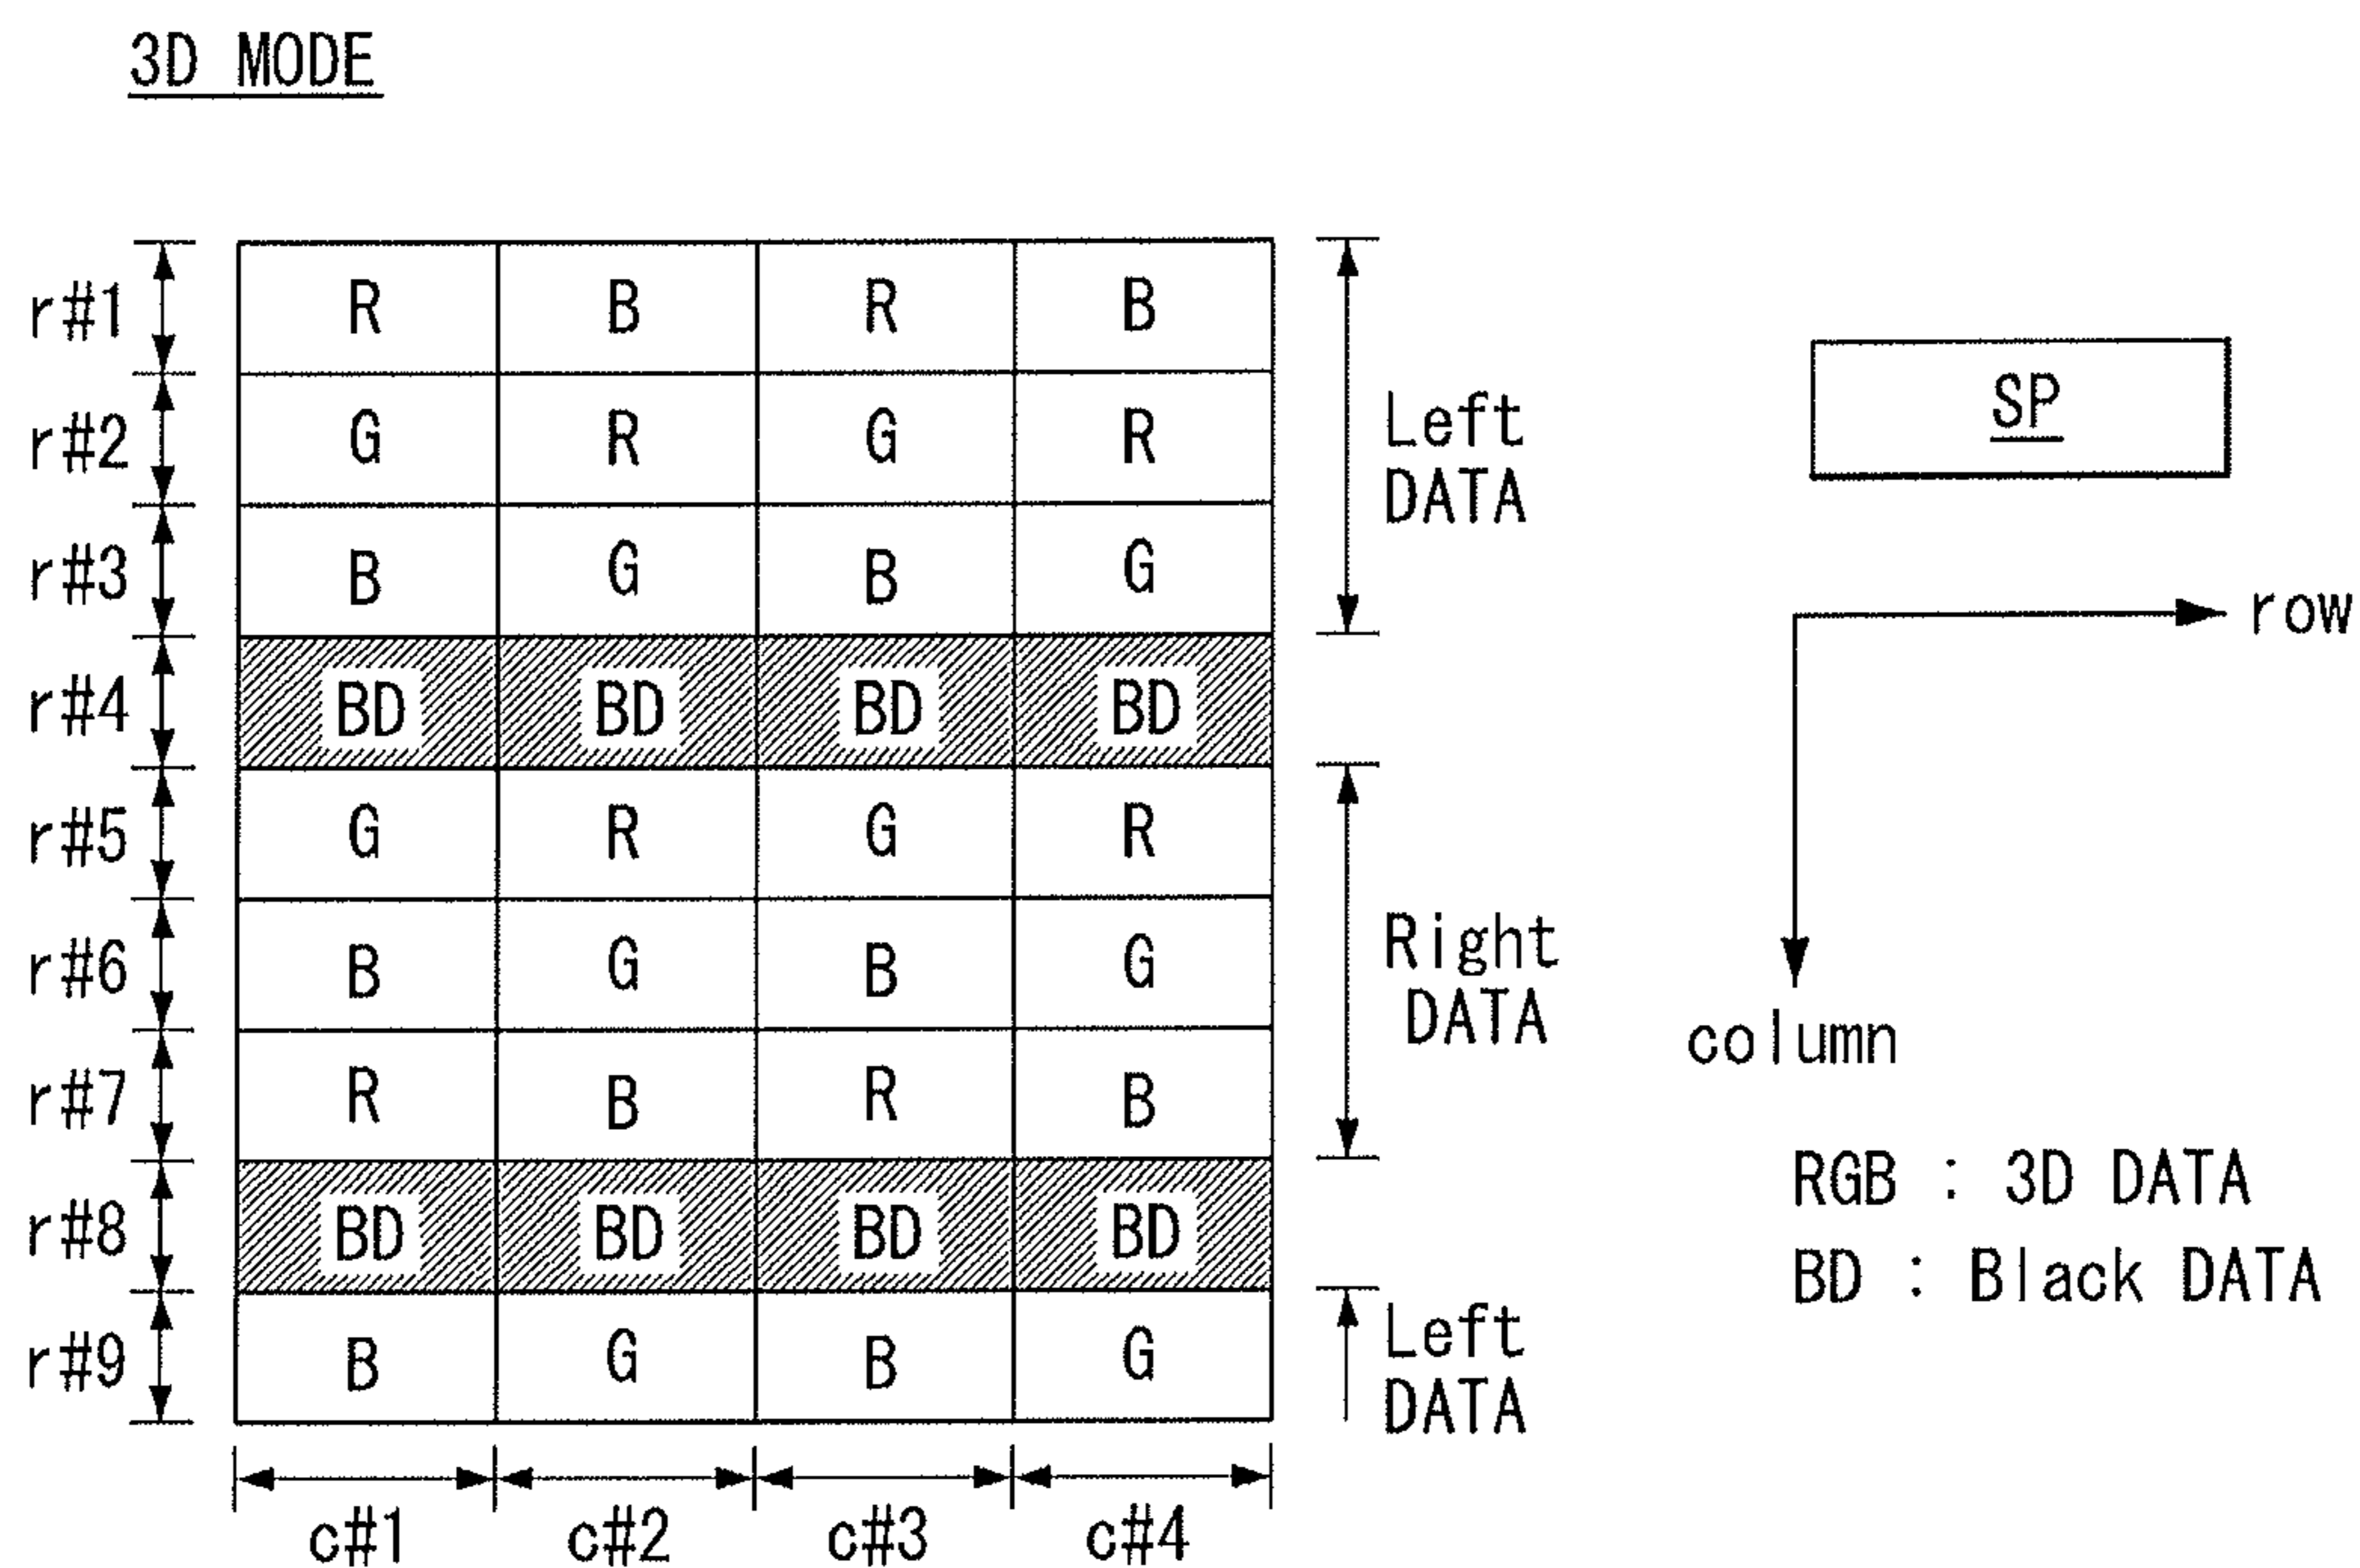 3D MODE
r#1 R B R B
r#2 G R G R
r#3 B G B G
r#4 BD BD BD BD
r#5 G R G R
r#6 B G B G
r#7 R B R B
r#8 BD BD BD BD
r#9 B G B G
c#1 c#2 c#3 c#4
Left
DATA
Right
DATA
Left
DATA
SP
row
column
RGB : 3D DATA
BD : Black DATA